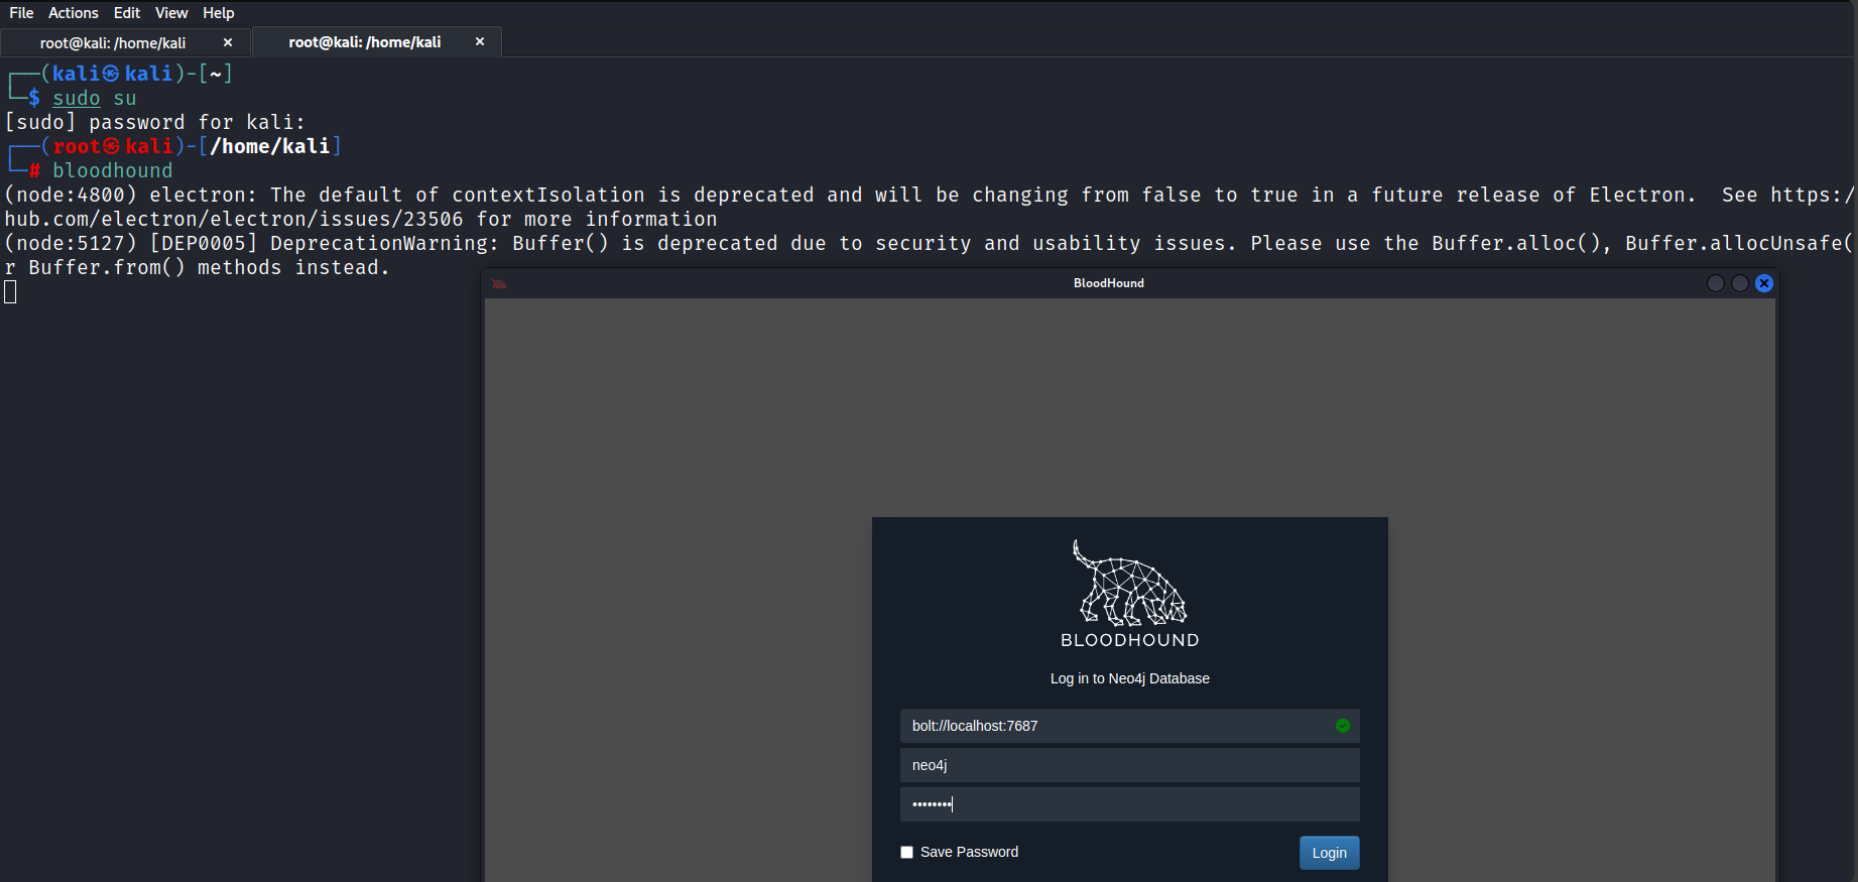 File Actions Edit View Help
root@kali: /home/kali × root@kali: /home/kali ×
┌──(kali㉿kali)-[~]
└─$ sudo su
[sudo] password for kali:
┌──(root㉿kali)-[/home/kali]
└─# bloodhound
(node:4800) electron: The default of contextIsolation is deprecated and will be changing from false to true in a future release of Electron.  See https:/
hub.com/electron/electron/issues/23506 for more information
(node:5127) [DEP0005] DeprecationWarning: Buffer() is deprecated due to security and usability issues. Please use the Buffer.alloc(), Buffer.allocUnsafe(
r Buffer.from() methods instead.
BloodHound
BLOODHOUND
Log in to Neo4j Database
bolt://localhost:7687
neo4j
••••••••
Save Password
Login